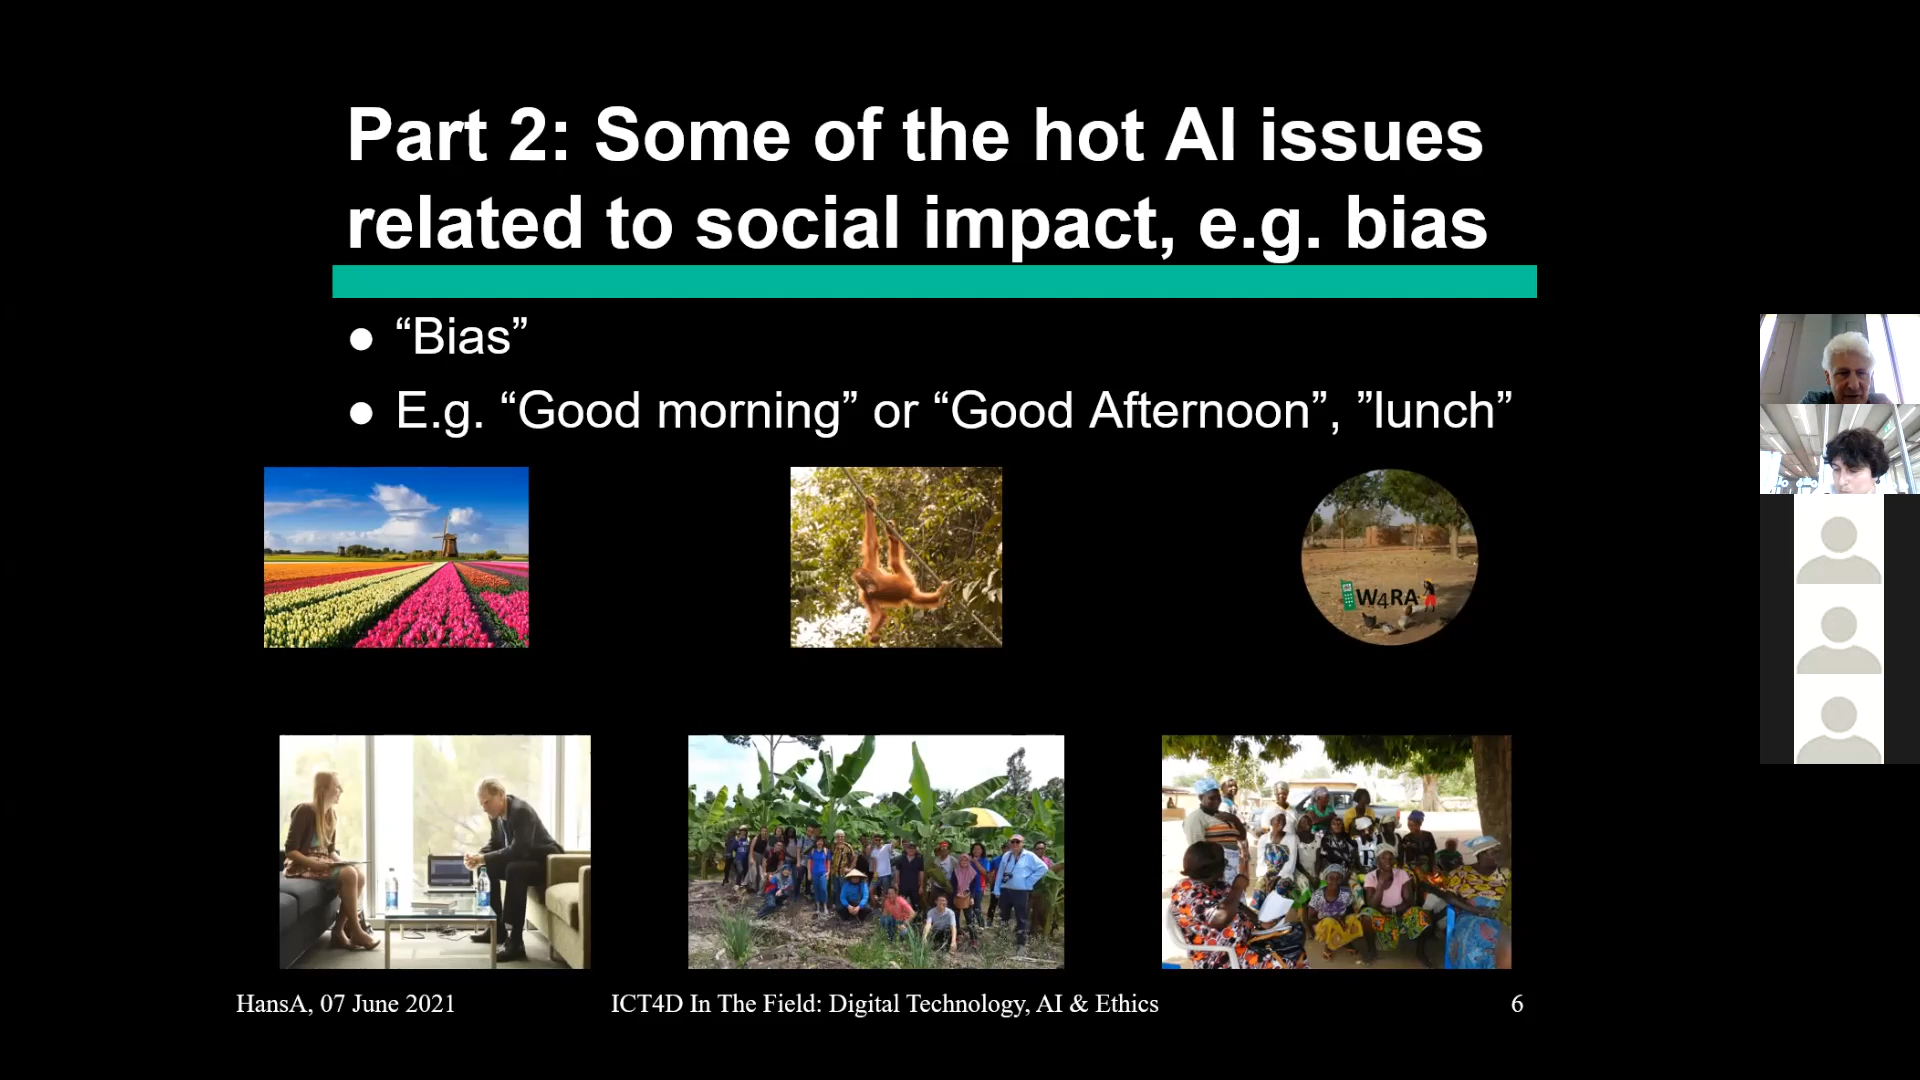 Part 2: Some of the hot AI issues
related to social impact, e.g. bias
● “Bias”
● E.g. “Good morning” or “Good Afternoon”, ”lunch”
W4RA
HansA, 07 June 2021
ICT4D In The Field: Digital Technology, AI & Ethics
6